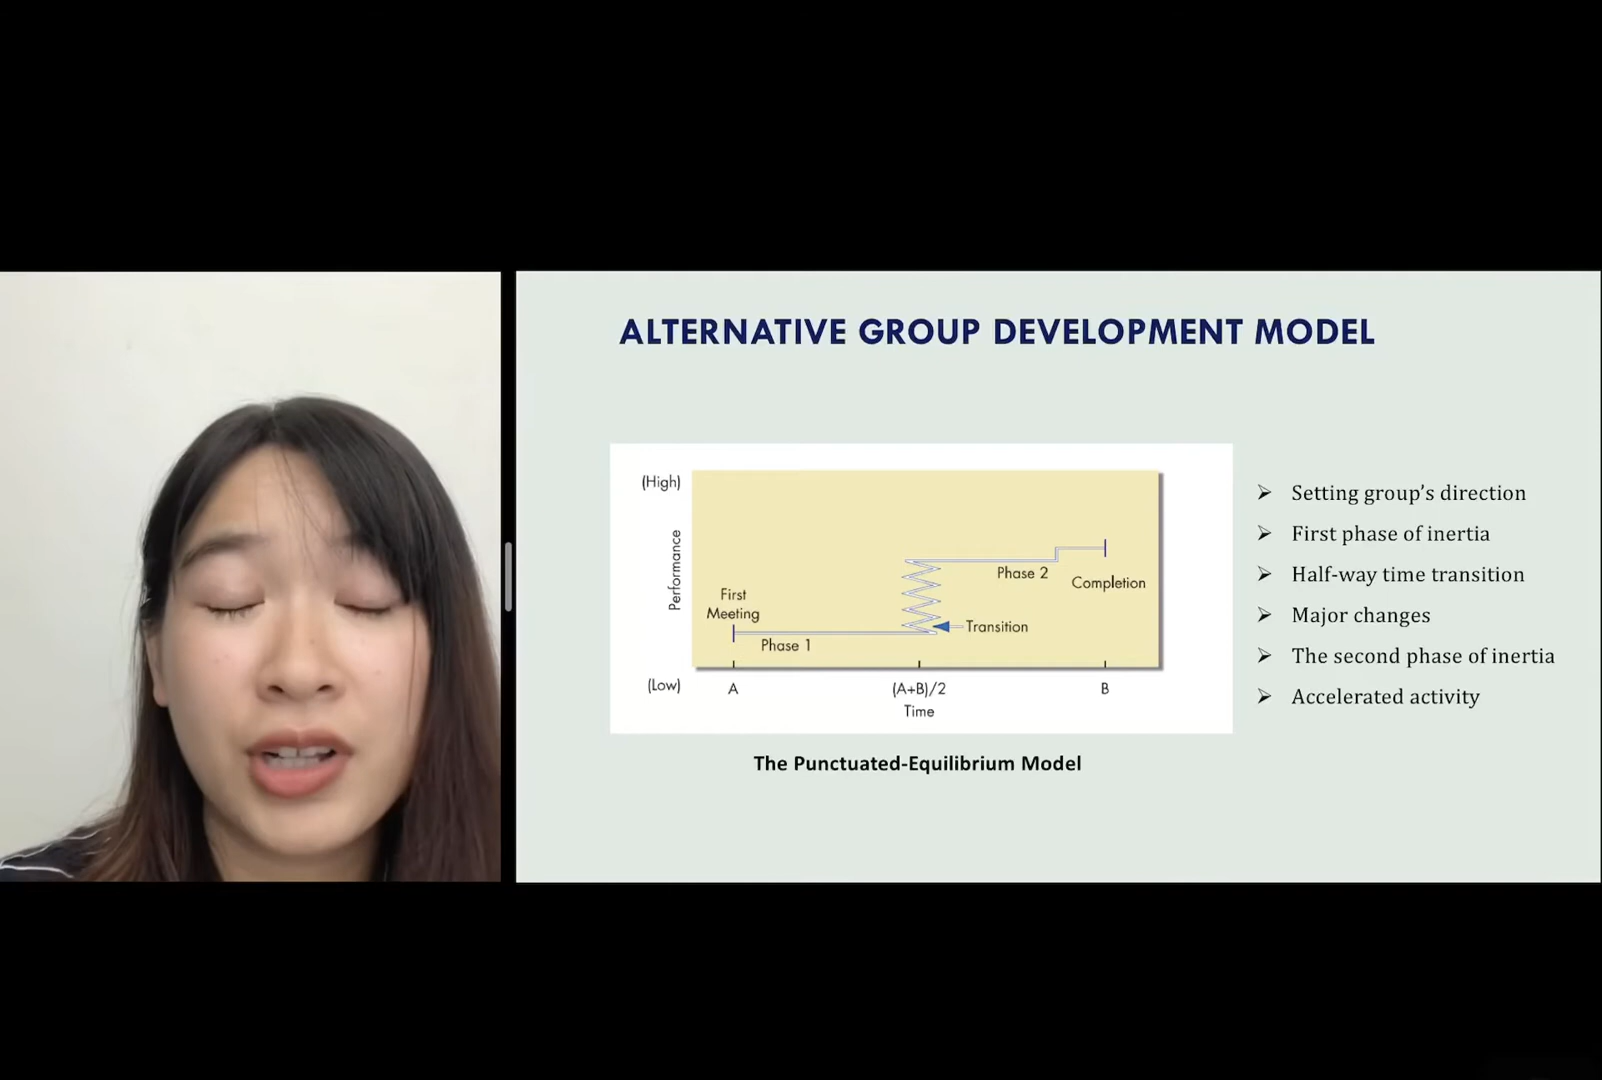 ALTERNATIVE GROUP DEVELOPMENT MODEL
(High)
Performance
(Low)
First
Meeting
Phase 1
Transition
Phase 2
Completion
A
(A+B)/2
B
Time
The Punctuated-Equilibrium Model
➢ Setting group’s direction
➢ First phase of inertia
➢ Half-way time transition
➢ Major changes
➢ The second phase of inertia
➢ Accelerated activity